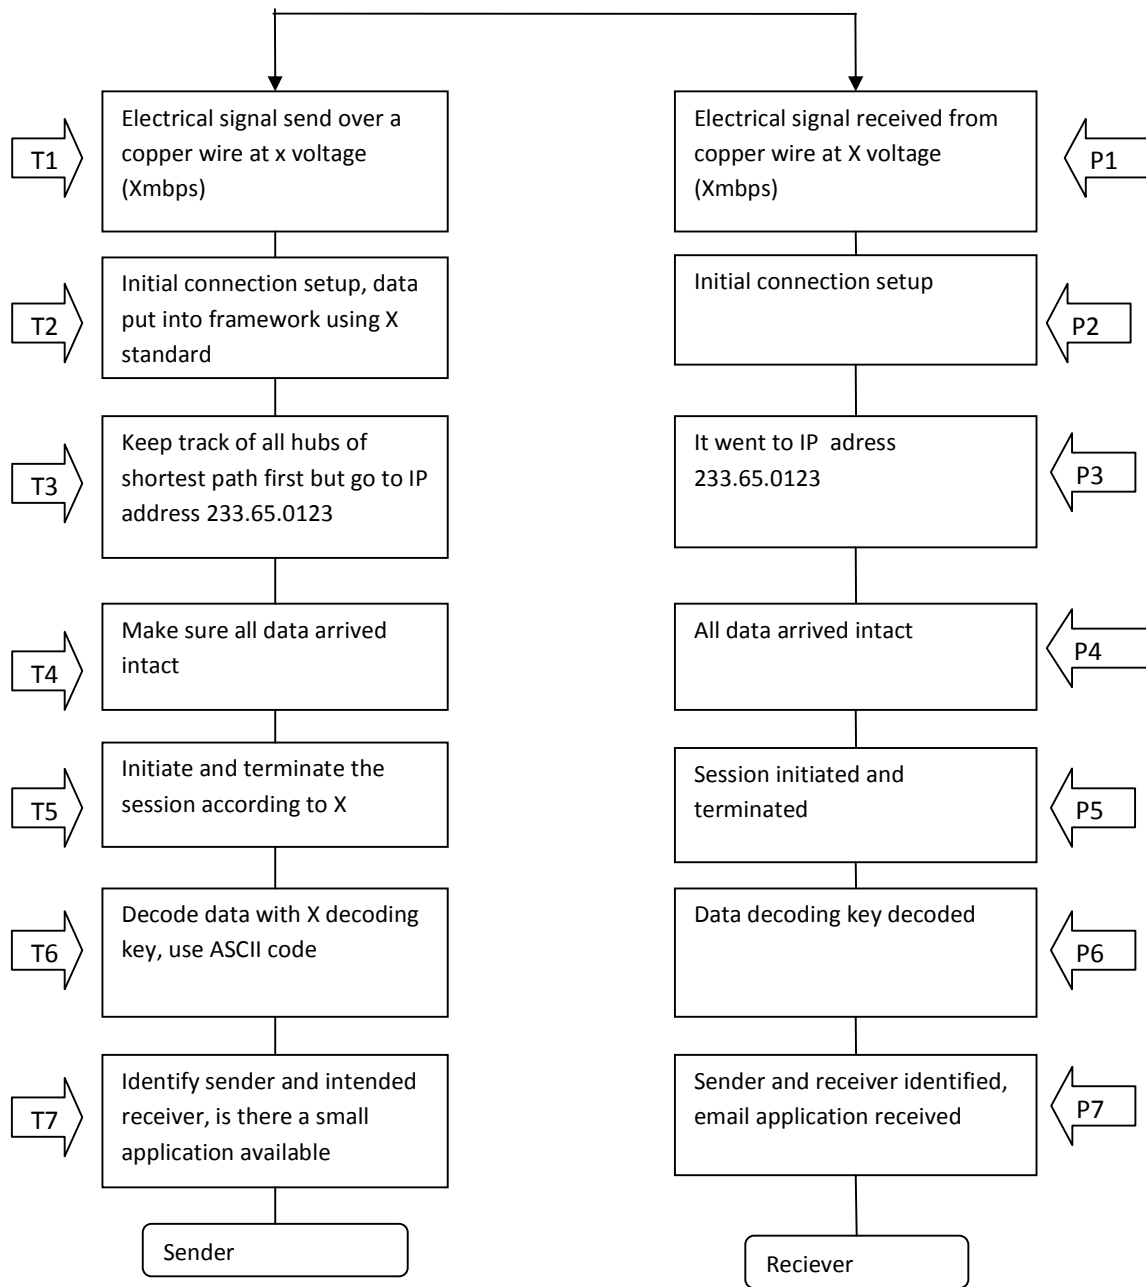 T1
Electrical signal send over a
copper wire at x voltage
(Xmbps)
Electrical signal received from
copper wire at X voltage
(Xmbps)
P1
T2
Initial connection setup, data
put into framework using X
standard
Initial connection setup
P2
T3
Keep track of all hubs of
shortest path first but go to IP
address 233.65.0123
It went to IP  adress
233.65.0123
P3
T4
Make sure all data arrived
intact
All data arrived intact
P4
T5
Initiate and terminate the
session according to X
Session initiated and
terminated
P5
T6
Decode data with X decoding
key, use ASCII code
Data decoding key decoded
P6
T7
Identify sender and intended
receiver, is there a small
application available
Sender and receiver identified,
email application received
P7
Sender
Reciever